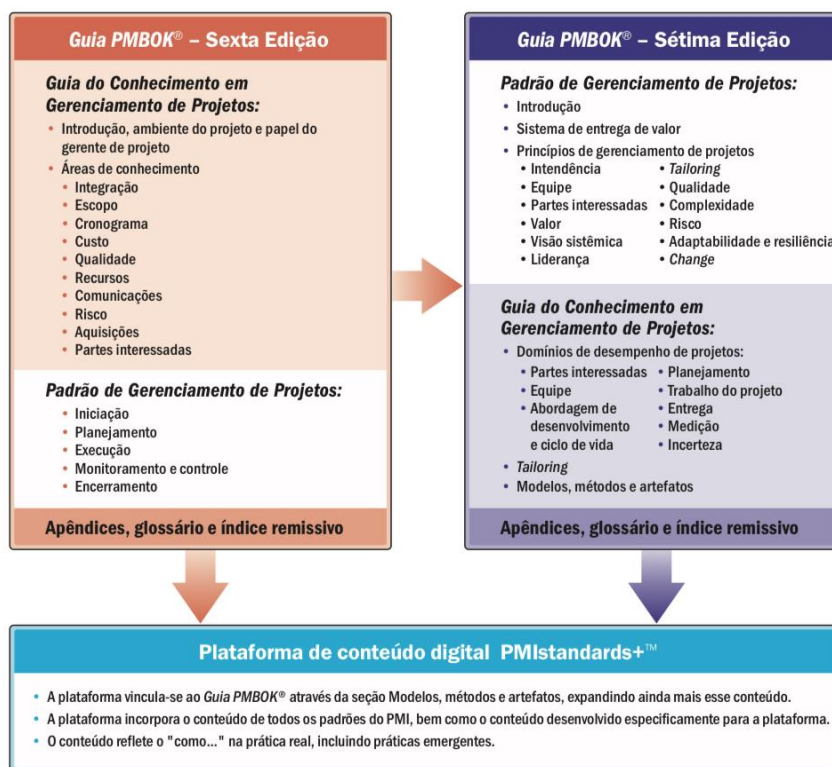 Guia PMBOK® – Sexta Edição
Guia do Conhecimento em
Gerenciamento de Projetos:
• Introdução, ambiente do projeto e papel do
gerente de projeto
• Áreas de conhecimento
• Integração
• Escopo
• Cronograma
• Custo
• Qualidade
• Recursos
• Comunicações
• Risco
• Aquisições
• Partes interessadas
Padrão de Gerenciamento de Projetos:
• Iniciação
• Planejamento
• Execução
• Monitoramento e controle
• Encerramento
Apêndices, glossário e índice remissivo
Guia PMBOK® – Sétima Edição
Padrão de Gerenciamento de Projetos:
• Introdução
• Sistema de entrega de valor
• Princípios de gerenciamento de projetos
• Intendência
• Equipe
• Partes interessadas
• Valor
• Visão sistêmica
• Liderança
• Tailoring
• Qualidade
• Complexidade
• Risco
• Adaptabilidade e resiliência
• Change
Guia do Conhecimento em
Gerenciamento de Projetos:
• Domínios de desempenho de projetos:
• Partes interessadas
• Equipe
• Abordagem de
desenvolvimento
e ciclo de vida
• Planejamento
• Trabalho do projeto
• Entrega
• Medição
• Incerteza
• Tailoring
• Modelos, métodos e artefatos
Apêndices, glossário e índice remissivo
Plataforma de conteúdo digital PMIstandards+™
• A plataforma vincula-se ao Guia PMBOK® através da seção Modelos, métodos e artefatos, expandindo ainda mais esse conteúdo.
• A plataforma incorpora o conteúdo de todos os padrões do PMI, bem como o conteúdo desenvolvido especificamente para a plataforma.
• O conteúdo reflete o "como..." na prática real, incluindo práticas emergentes.